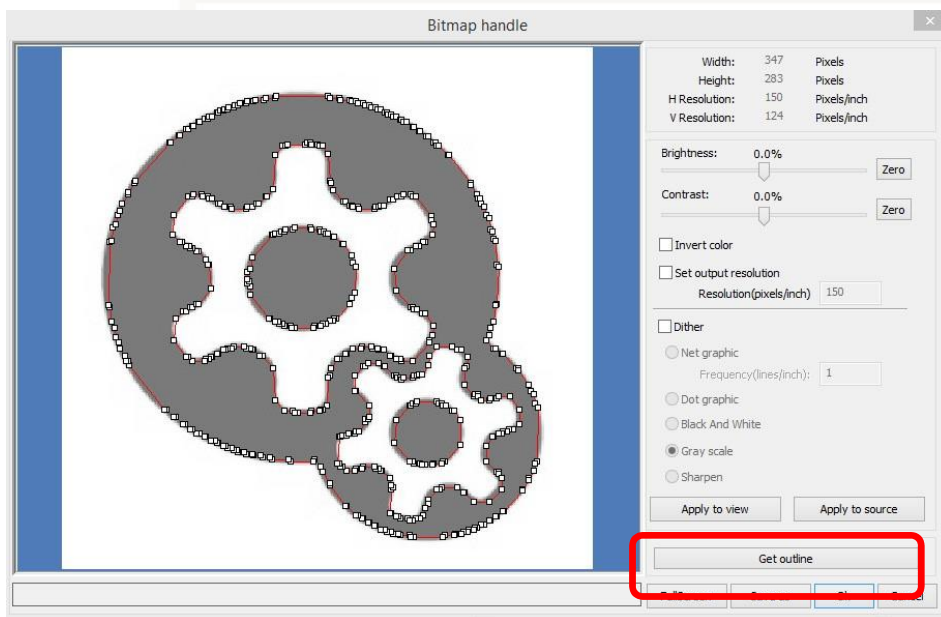 Bitmap handle
Width: 347 Pixels
Height: 283 Pixels
H Resolution: 150 Pixels/inch
V Resolution: 124 Pixels/inch
Brightness: 0.0%
Zero
Contrast: 0.0%
Zero
Invert color
Set output resolution
Resolution(pixels/inch) 150
Dither
Net graphic
Frequency(lines/inch): 1
Dot graphic
Black And White
Gray scale
Sharpen
Apply to view Apply to source
Get outline